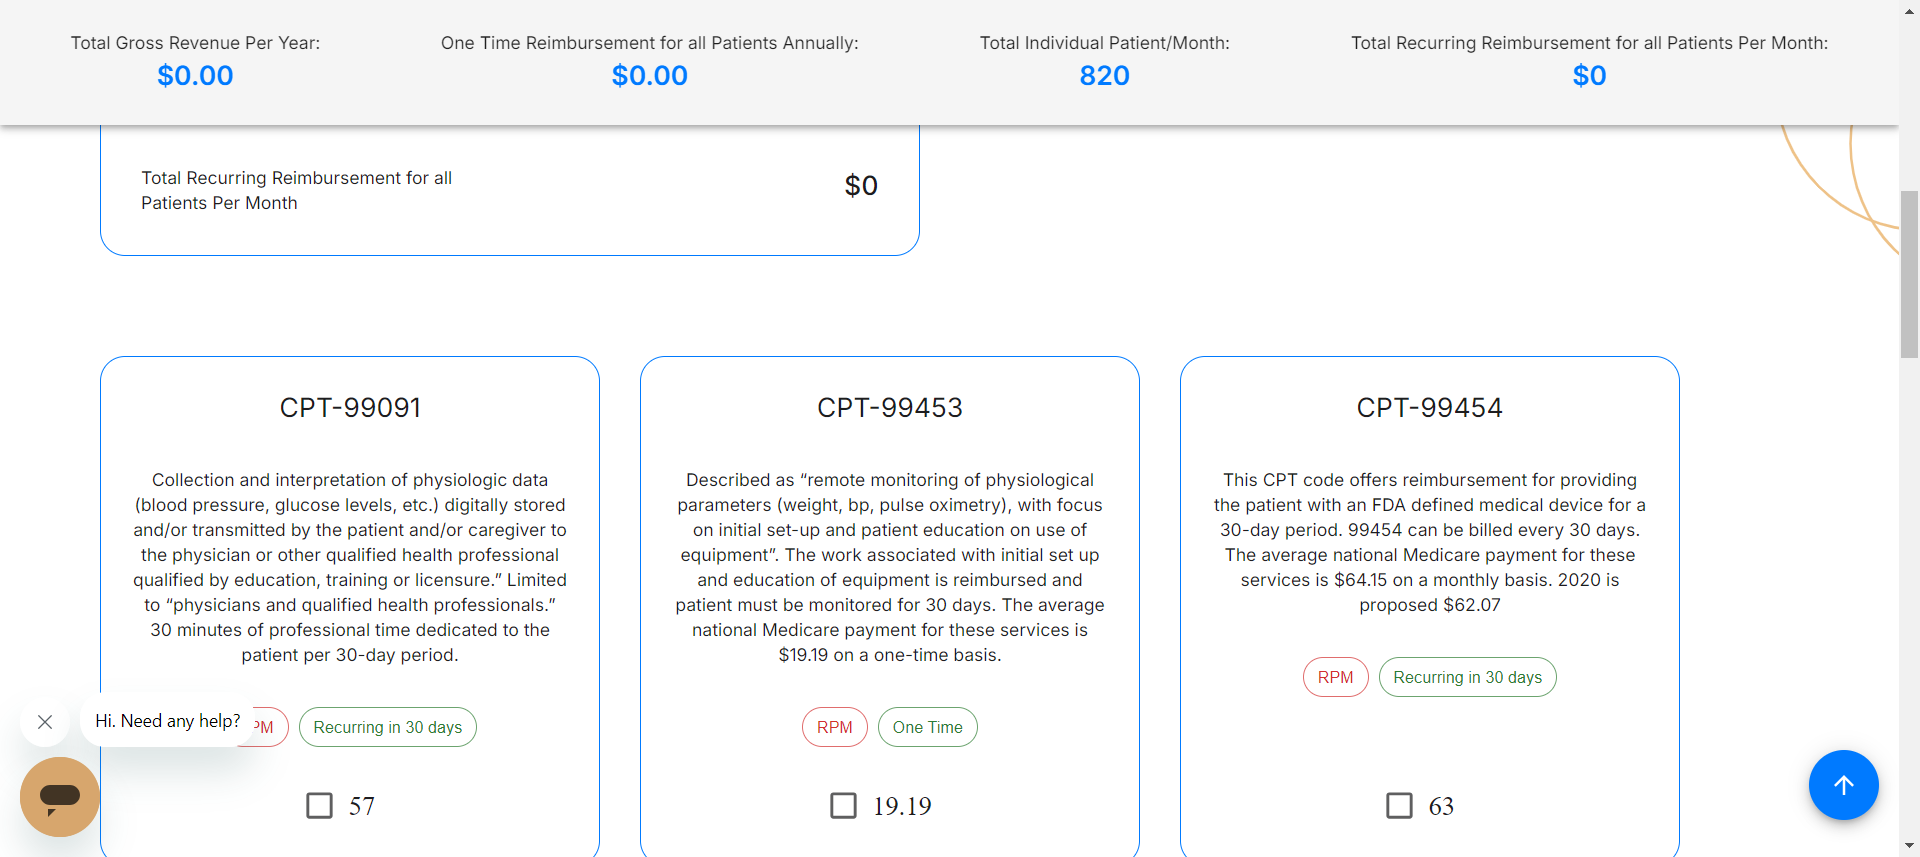 Total Gross Revenue Per Year:
$0.00
One Time Reimbursement for all Patients Annually:
$0.00
Total Individual Patient/Month:
820
Total Recurring Reimbursement for all Patients Per Month:
$0
Total Recurring Reimbursement for all
Patients Per Month
$0
CPT-99091
Collection and interpretation of physiologic data
(blood pressure, glucose levels, etc.) digitally stored
and/or transmitted by the patient and/or caregiver to
the physician or other qualified health professional
qualified by education, training or licensure.” Limited
to “physicians and qualified health professionals.”
30 minutes of professional time dedicated to the
patient per 30-day period.
PM
Recurring in 30 days
57
CPT-99453
Described as “remote monitoring of physiological
parameters (weight, bp, pulse oximetry), with focus
on initial set-up and patient education on use of
equipment”. The work associated with initial set up
and education of equipment is reimbursed and
patient must be monitored for 30 days. The average
national Medicare payment for these services is
$19.19 on a one-time basis.
RPM
One Time
19.19
CPT-99454
This CPT code offers reimbursement for providing
the patient with an FDA defined medical device for a
30-day period. 99454 can be billed every 30 days.
The average national Medicare payment for these
services is $64.15 on a monthly basis. 2020 is
proposed $62.07
RPM
Recurring in 30 days
63
Hi. Need any help?